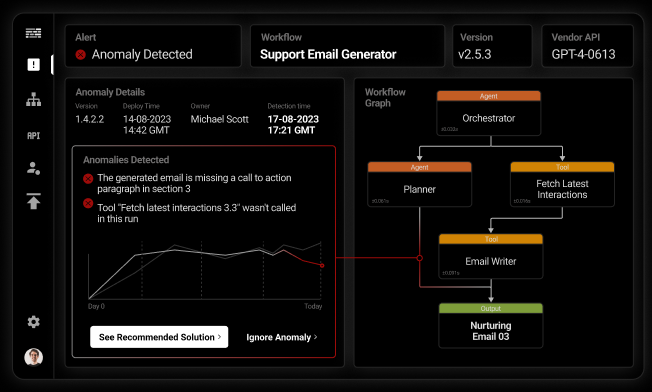 Alert
Anomaly Detected
Workflow
Support Email Generator
Version
v2.5.3
Vendor API
GPT-4-0613
API
Anomaly Details
Version
1.4.2.2
Deploy Time
14-08-2023
14:42 GMT
Owner
Michael Scott
Detection time
17-08-2023
17:21 GMT
Anomalies Detected
The generated email is missing a call to action
paragraph in section 3
Tool "Fetch latest interactions 3.3" wasn't called
in this run
Day 0
Today
See Recommended Solution
Ignore Anomaly
Workflow
Graph
Agent
Orchestrator
Agent
Planner
Tool
Fetch Latest
Interactions
Tool
Email Writer
Output
Nurturing
Email 03